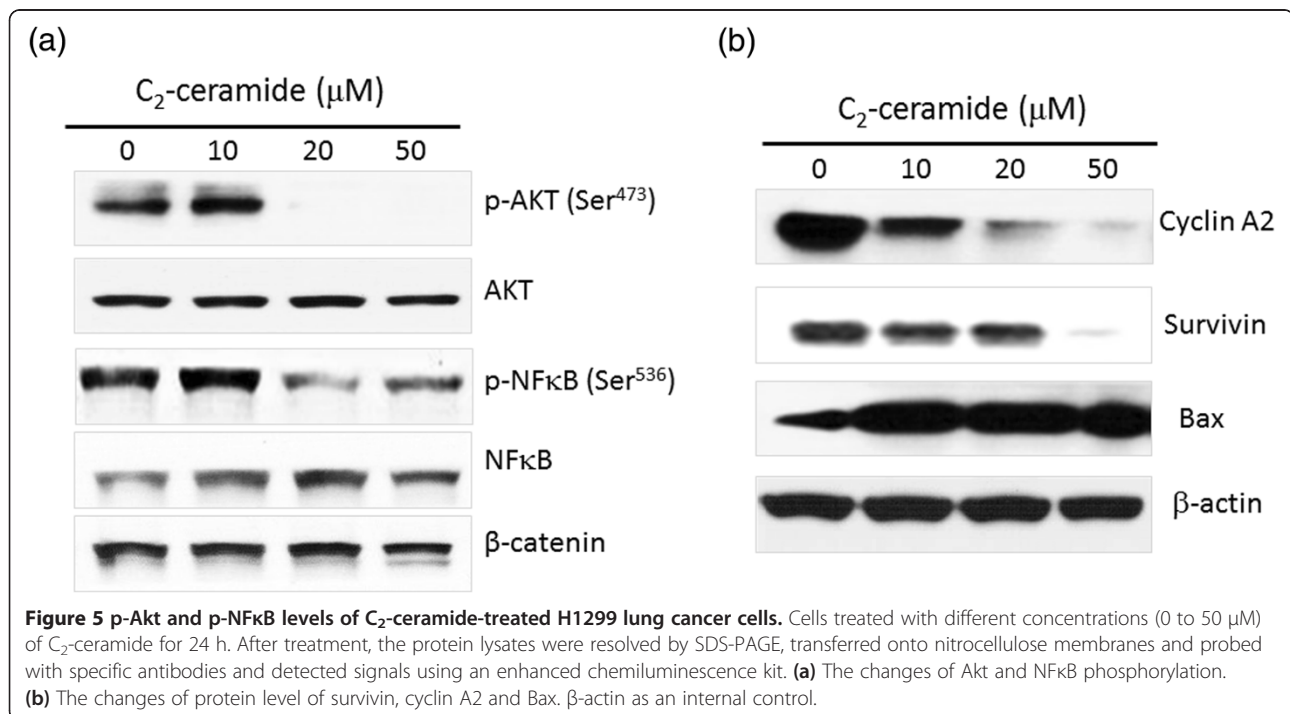 (a)
C₂-ceramide (μM)
0 10 20 50
p-AKT (Ser⁴⁷³)
AKT
p-NFκB (Ser⁵³⁶)
NFκB
β-catenin
(b)
C₂-ceramide (μM)
0 10 20 50
Cyclin A2
Survivin
Bax
β-actin
Figure 5 p-Akt and p-NFκB levels of C₂-ceramide-treated H1299 lung cancer cells. Cells treated with different concentrations (0 to 50 μM)
of C₂-ceramide for 24 h. After treatment, the protein lysates were resolved by SDS-PAGE, transferred onto nitrocellulose membranes and probed
with specific antibodies and detected signals using an enhanced chemiluminescence kit. (a) The changes of Akt and NFκB phosphorylation.
(b) The changes of protein level of survivin, cyclin A2 and Bax. β-actin as an internal control.